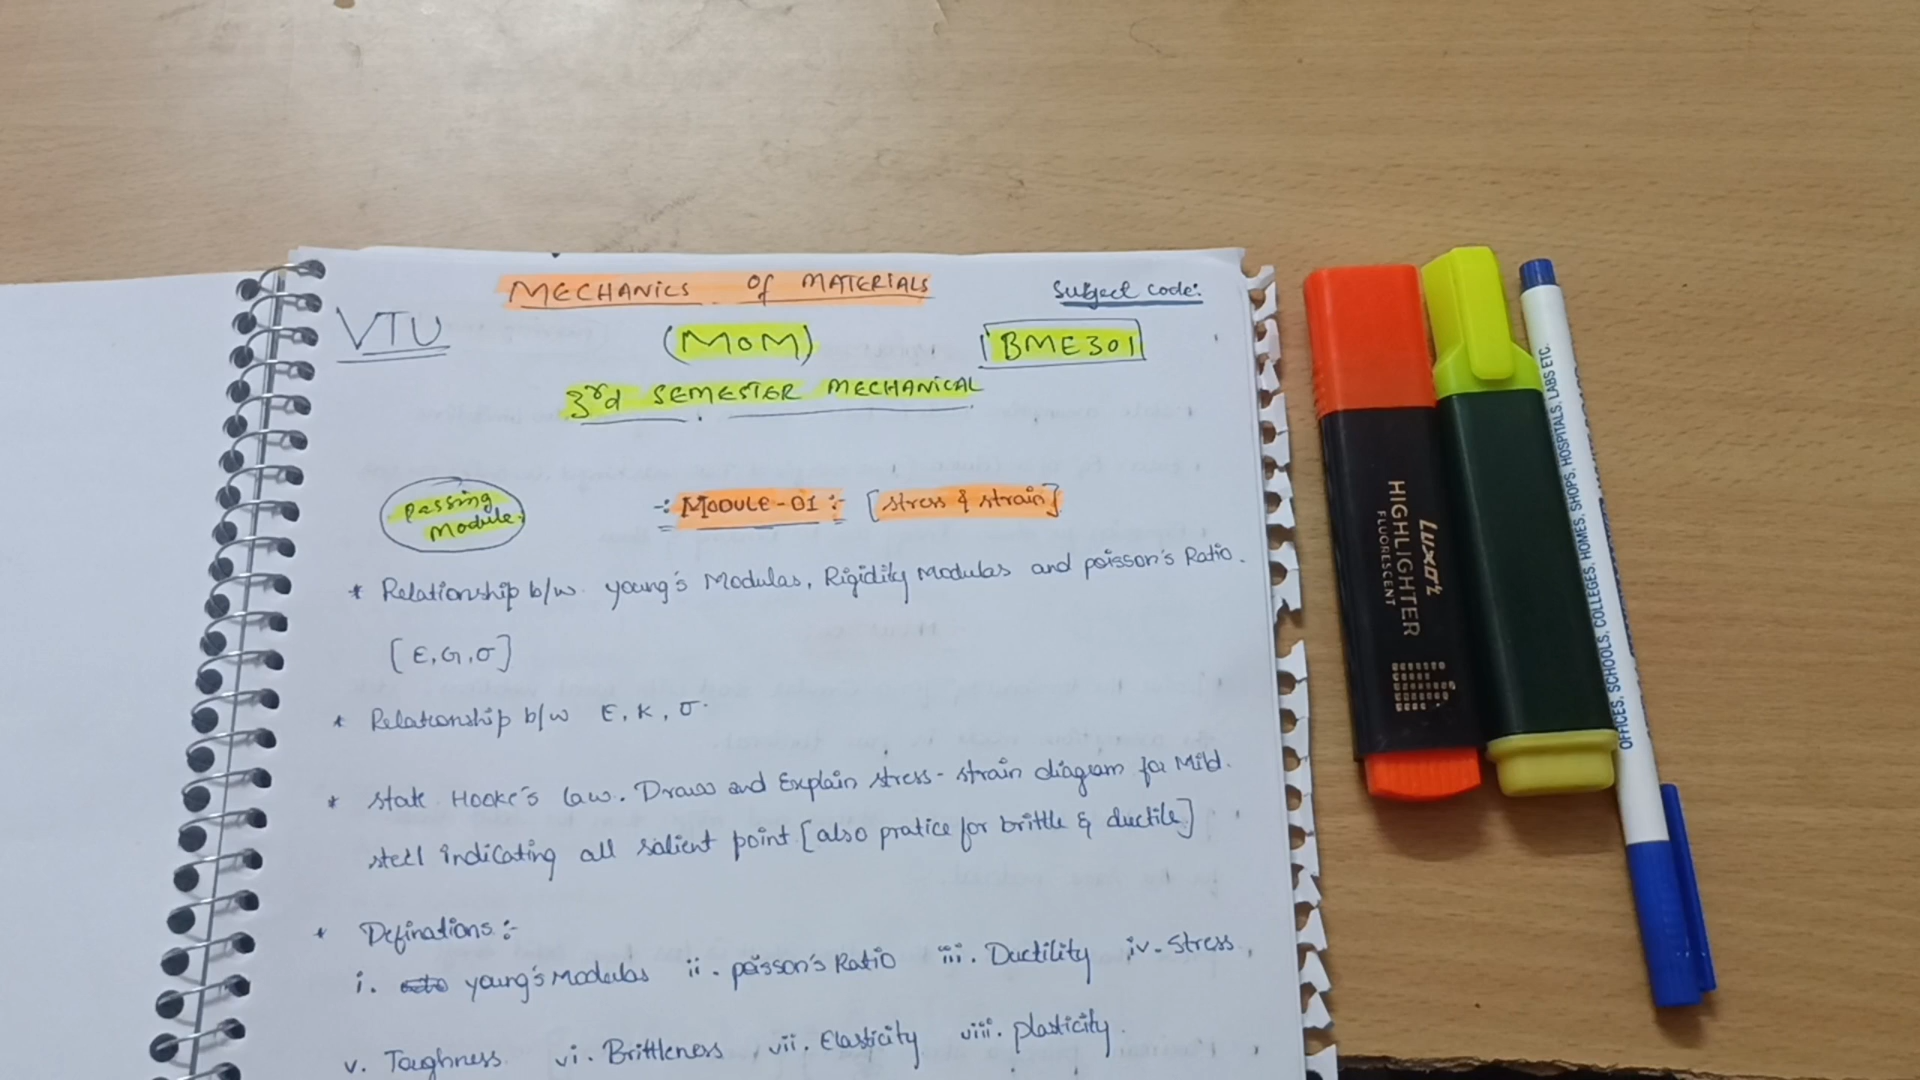 MECHANICS of MATERIALS
Subject code:
VTU
(MOM)
BME301
3rd SEMESTER MECHANICAL
Passing
Module.
-: MODULE-01 :- [stress & strain]
* Relationship b/w young's Modulas, Rigidity Modulas and poisson's Ratio.
[E, G, σ]
* Relationship b/w E, K, σ.
* state Hooke's law. Draw and Explain stress-strain diagram for Mild.
steel indicating all salient point [also pratice for brittle & ductile]
* Definations :-
i. young's Modulas ii. poisson's Ratio iii. Ductility iv. Stress,
v. Toughness vi. Brittleness vii. Elasticity viii. plasticity.
Luxor
HIGHLIGHTER
FLUORESCENT
OFFICES, SCHOOLS, COLLEGES, HOMES, SHOPS, HOSPITALS, LABS ETC.